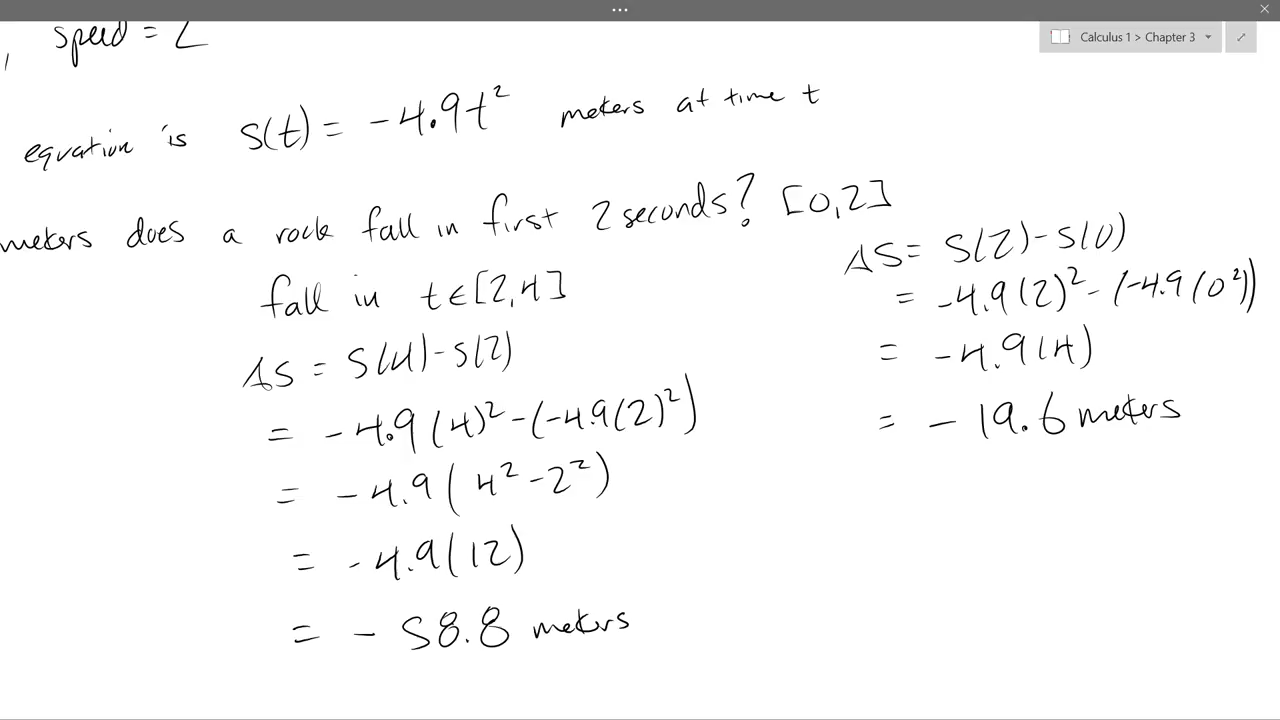 Calculus 1 > Chapter 3
speed = 2
equation is s(t) = -4.9t² meters at time t
meters does a rock fall in first 2 seconds? [0,2]
fall in t∈[2,4]
ΔS = S(4)-S(2)
= -4.9(4)²-(-4.9(2)²)
= -4.9(4²-2²)
= -4.9(12)
= -58.8 meters
ΔS = S(2)-S(0)
= -4.9(2)²-(-4.9(0²))
= -4.9(4)
= -19.6 meters